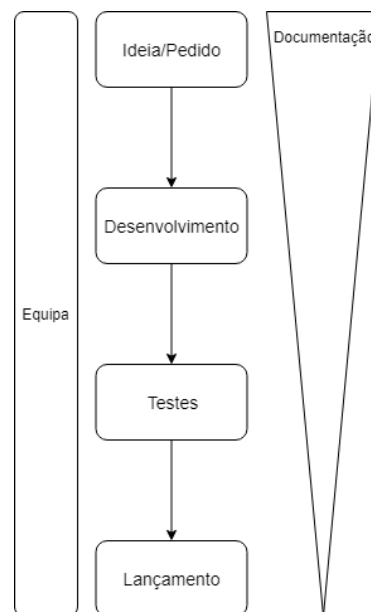 Ideia/Pedido
Documentação
Desenvolvimento
Equipa
Testes
Lançamento